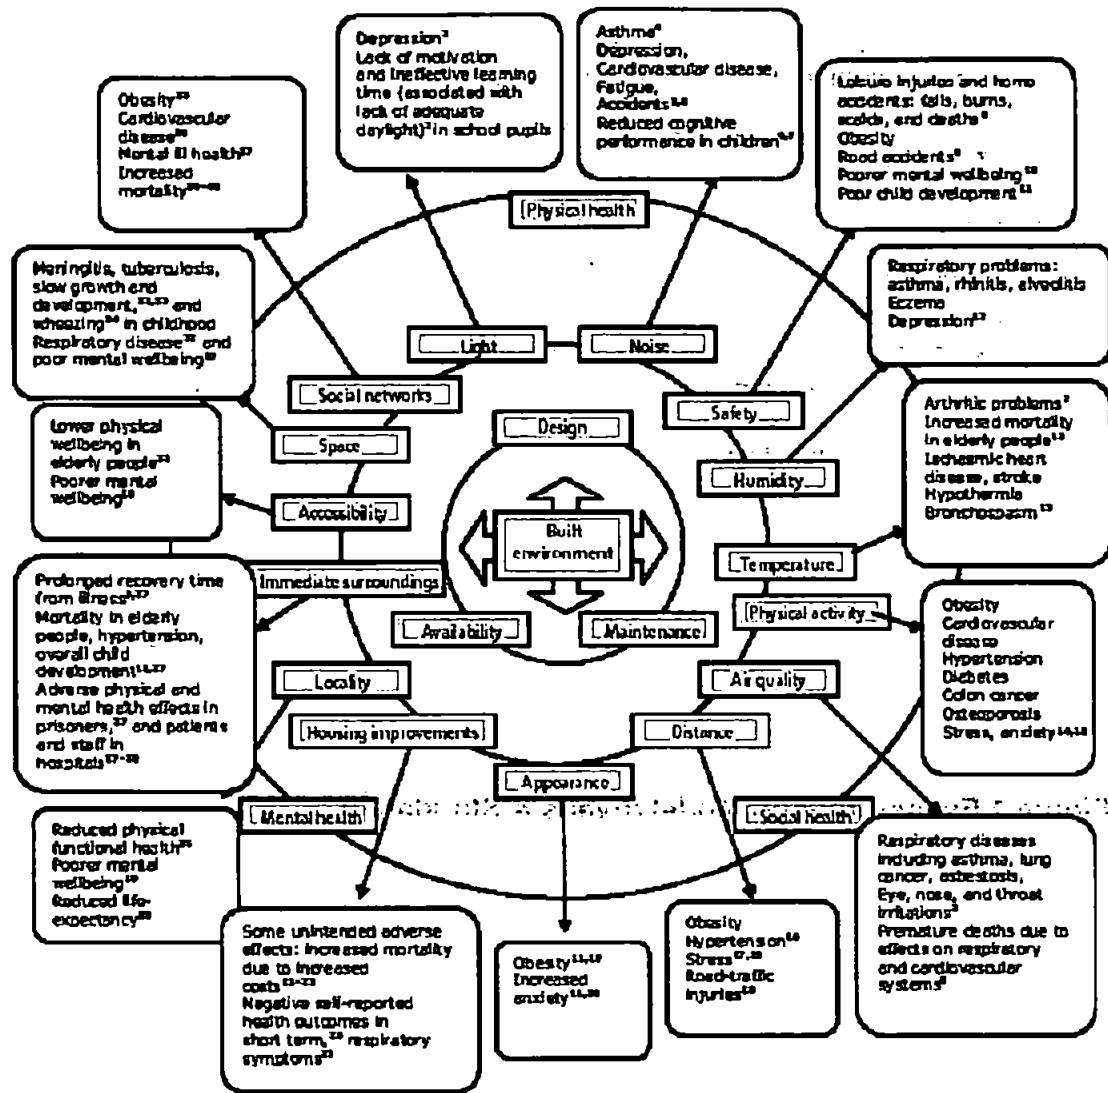 Depression
Lack of motivation
and ineffective learning
time (associated with
lack of adequate
daylight) in school pupils
Asthma
Depression,
Cardiovascular disease,
Fatigue,
Accidents
Reduced cognitive
performance in children
Leisure injuries and home
accidents: falls, burns,
scalds, and deaths
Obesity
Road accidents
Poorer mental wellbeing
Poor child development
Obesity
Cardiovascular
disease
Mental ill health
Increased
mortality
Physical health
Meningitis, tuberculosis,
slow growth and
development, and
wheezing in childhood
Respiratory disease and
poor mental wellbeing
Respiratory problems:
asthma, rhinitis, alveolitis
Eczema
Depression
Light
Noise
Social networks
Safety
Space
Design
Humidity
Lower physical
wellbeing in
elderly people
Poorer mental
wellbeing
Arthritic problems
Increased mortality
in elderly people
Ischaemic heart
disease, stroke
Hypothermia
Bronchospasm
Accessibility
Built
environment
Immediate surroundings
Temperature
Physical activity
Availability
Maintenance
Prolonged recovery time
from illness
Mortality in elderly
people, hypertension,
overall child
development
Adverse physical and
mental health effects in
prisoners, and patients
and staff in
hospitals
Obesity
Cardiovascular
disease
Hypertension
Diabetes
Colon cancer
Osteoporosis
Stress, anxiety
Locality
Air quality
Housing improvements
Distance
Appearance
Mental health
Social health
Reduced physical
functional health
Poorer mental
wellbeing
Reduced life-
expectancy
Some unintended adverse
effects: increased mortality
due to increased
costs
Negative self-reported
health outcomes in
short term, respiratory
symptoms
Obesity
Increased
anxiety
Obesity
Hypertension
Stress
Road-traffic
injuries
Respiratory diseases
including asthma, lung
cancer, asbestosis,
Eye, nose, and throat
irritations
Premature deaths due to
effects on respiratory
and cardiovascular
systems